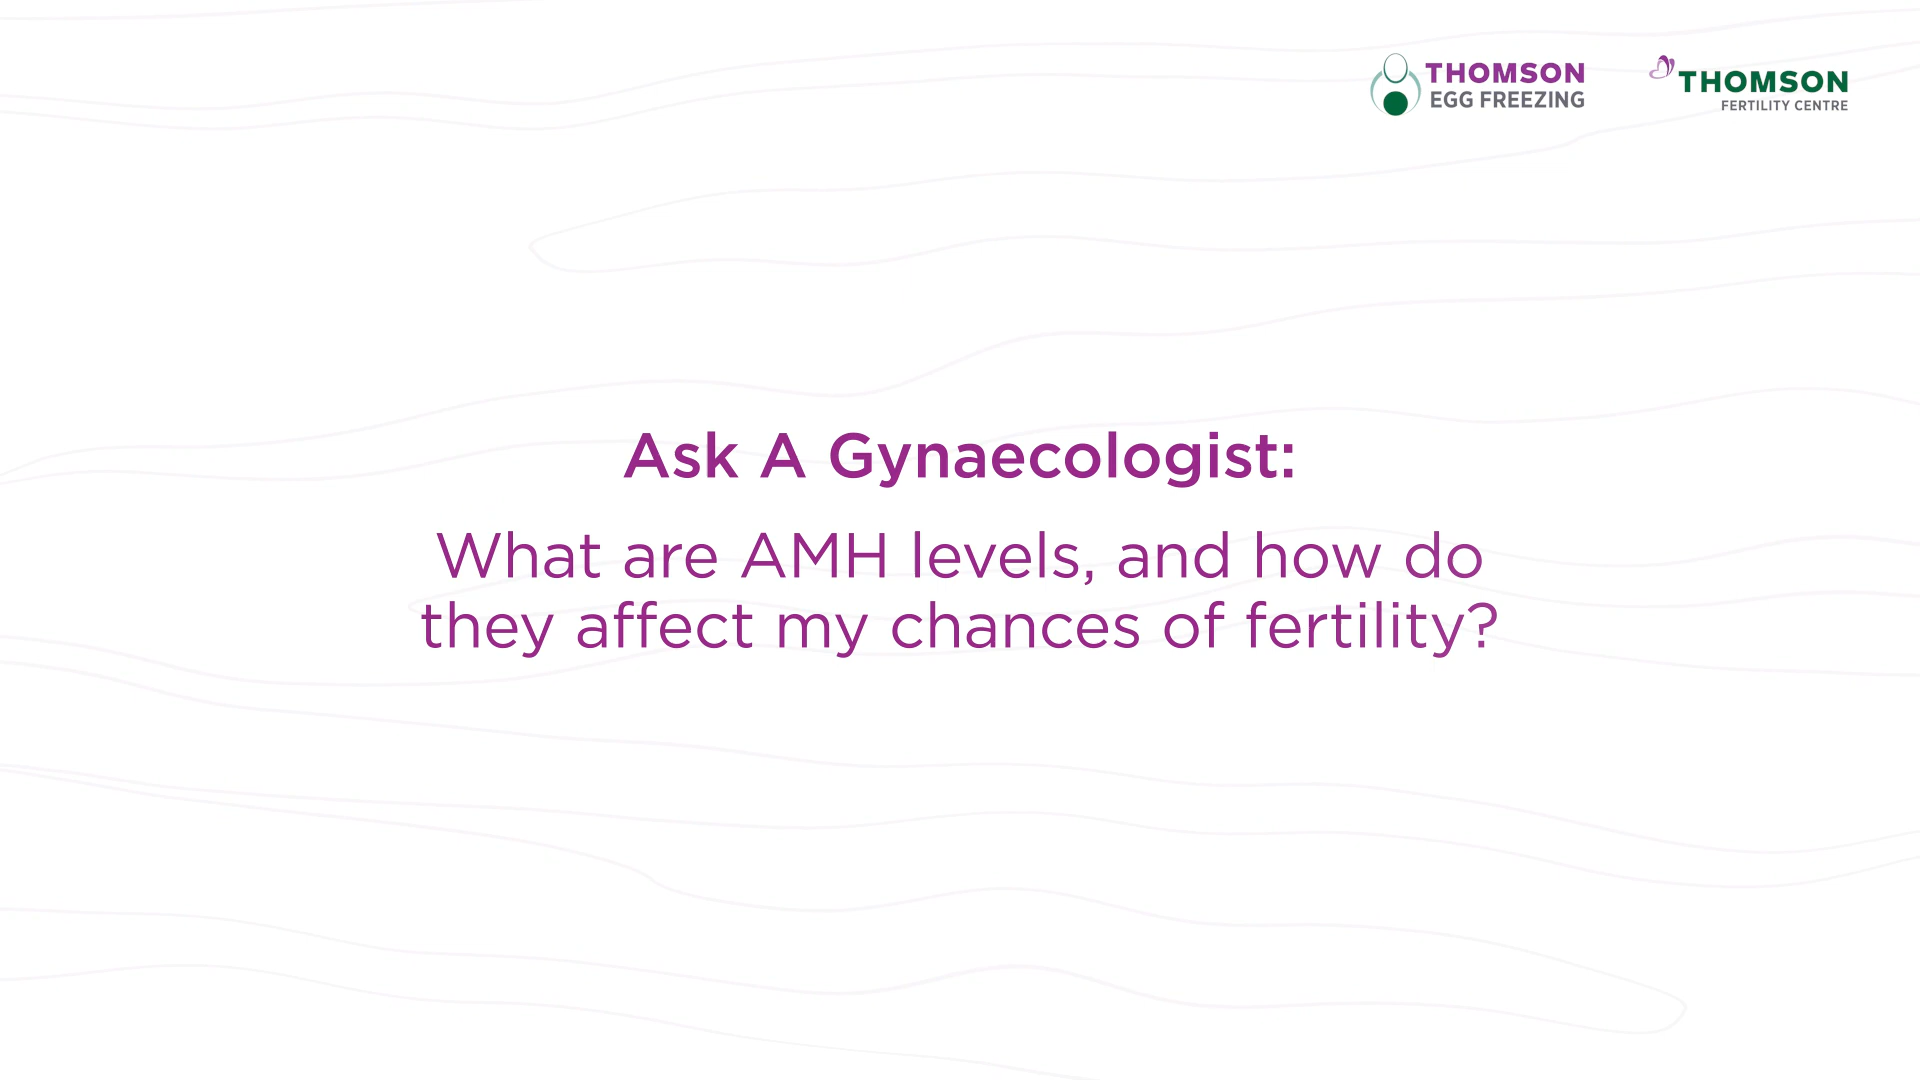 THOMSON
EGG FREEZING
THOMSON
FERTILITY CENTRE
Ask A Gynaecologist:
What are AMH levels, and how do
they affect my chances of fertility?